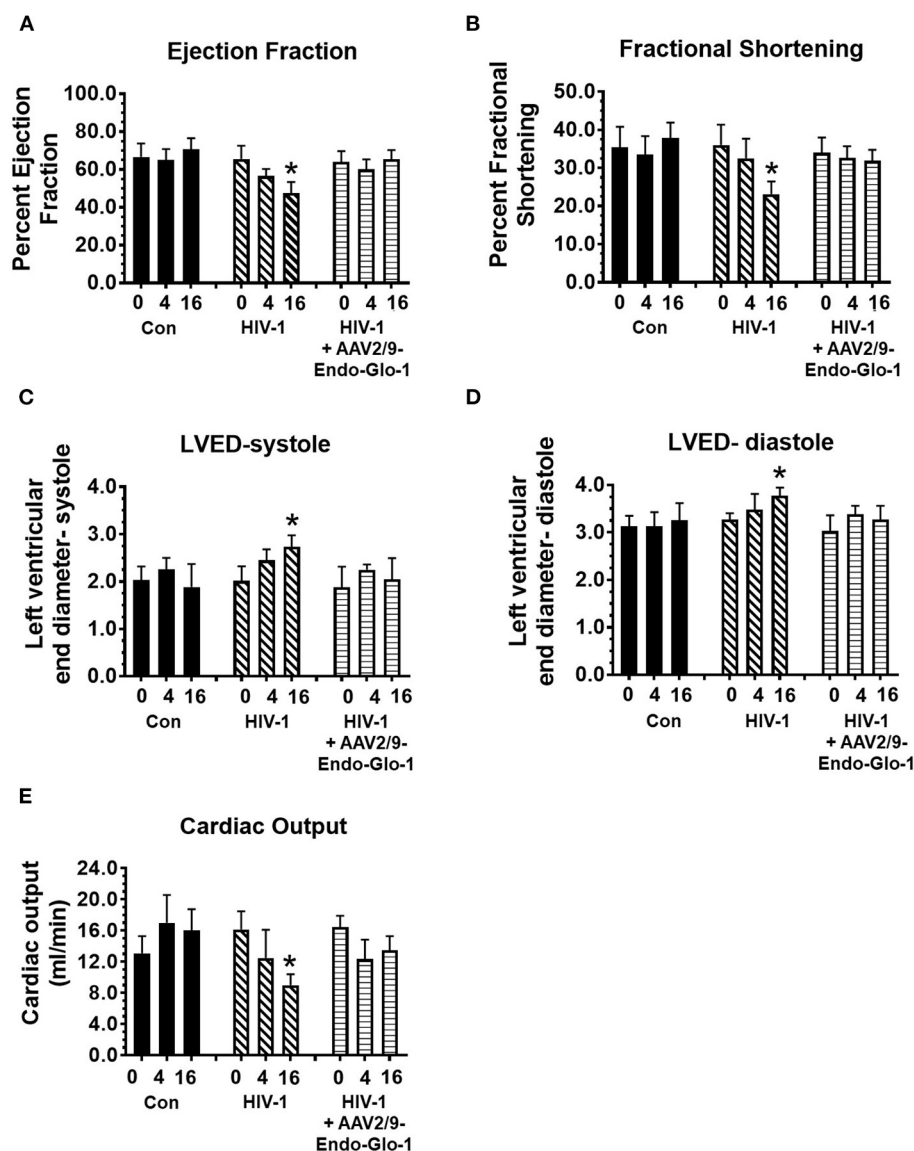 A
Ejection Fraction
Percent Ejection
Fraction
100.0
80.0
60.0
40.0
20.0
0.0
*
0 4 16 0 4 16 0 4 16
Con HIV-1 HIV-1
+ AAV2/9-
Endo-Glo-1
B
Fractional Shortening
Percent Fractional
Shortening
50.0
40.0
30.0
20.0
10.0
0.0
*
0 4 16 0 4 16 0 4 16
Con HIV-1 HIV-1
+ AAV2/9-
Endo-Glo-1
C
LVED-systole
Left ventricular
end diameter- systole
4.0
3.0
2.0
1.0
0.0
*
0 4 16 0 4 16 0 4 16
Con HIV-1 HIV-1
+ AAV2/9-
Endo-Glo-1
D
LVED- diastole
Left ventricular
end diameter- diastole
4.0
3.0
2.0
1.0
0.0
*
0 4 16 0 4 16 0 4 16
Con HIV-1 HIV-1
+ AAV2/9-
Endo-Glo-1
E
Cardiac Output
Cardiac output
(ml/min)
24.0
20.0
16.0
12.0
8.0
4.0
0.0
*
0 4 16 0 4 16 0 4 16
Con HIV-1 HIV-1
+ AAV2/9-
Endo-Glo-1